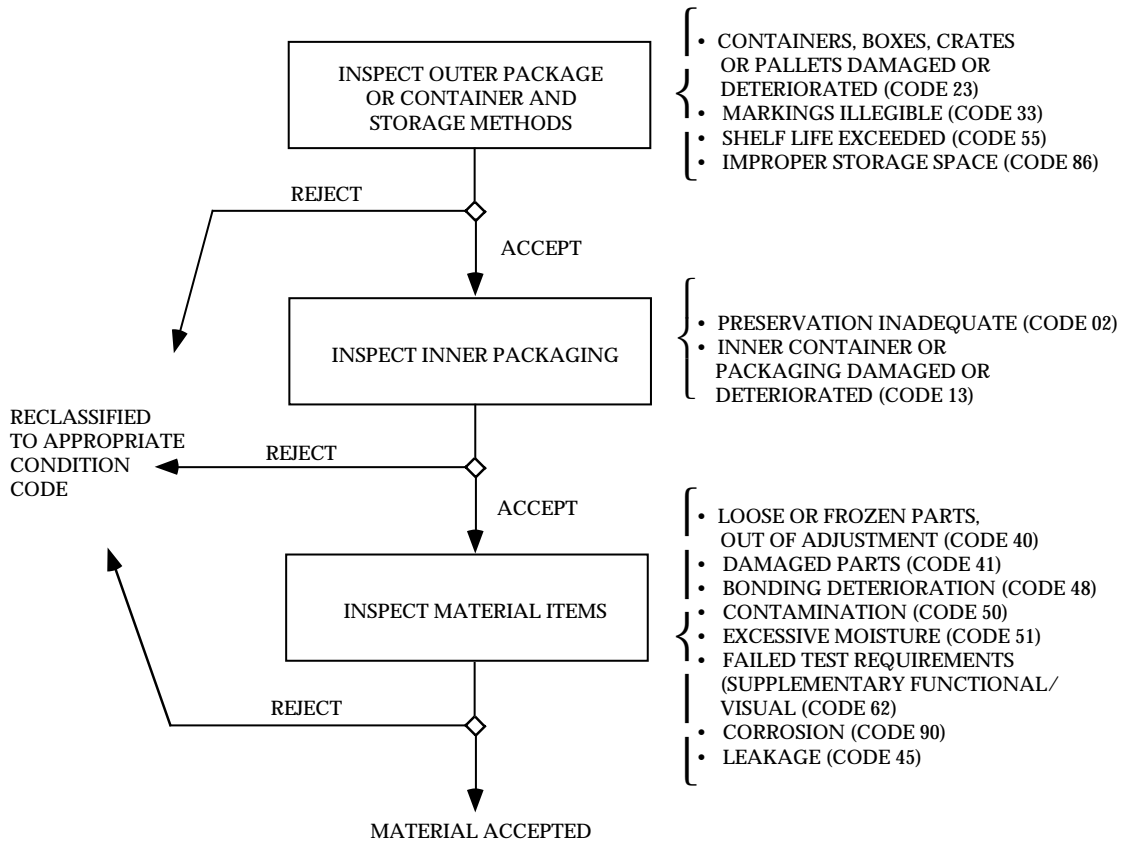 INSPECT OUTER PACKAGE
OR CONTAINER AND
STORAGE METHODS
• CONTAINERS, BOXES, CRATES
OR PALLETS DAMAGED OR
DETERIORATED (CODE 23)
• MARKINGS ILLEGIBLE (CODE 33)
• SHELF LIFE EXCEEDED (CODE 55)
• IMPROPER STORAGE SPACE (CODE 86)
REJECT
ACCEPT
INSPECT INNER PACKAGING
• PRESERVATION INADEQUATE (CODE 02)
• INNER CONTAINER OR
PACKAGING DAMAGED OR
DETERIORATED (CODE 13)
RECLASSIFIED
TO APPROPRIATE
CONDITION
CODE
REJECT
ACCEPT
INSPECT MATERIAL ITEMS
• LOOSE OR FROZEN PARTS,
OUT OF ADJUSTMENT (CODE 40)
• DAMAGED PARTS (CODE 41)
• BONDING DETERIORATION (CODE 48)
• CONTAMINATION (CODE 50)
• EXCESSIVE MOISTURE (CODE 51)
• FAILED TEST REQUIREMENTS
(SUPPLEMENTARY FUNCTIONAL/
VISUAL (CODE 62)
• CORROSION (CODE 90)
• LEAKAGE (CODE 45)
REJECT
MATERIAL ACCEPTED